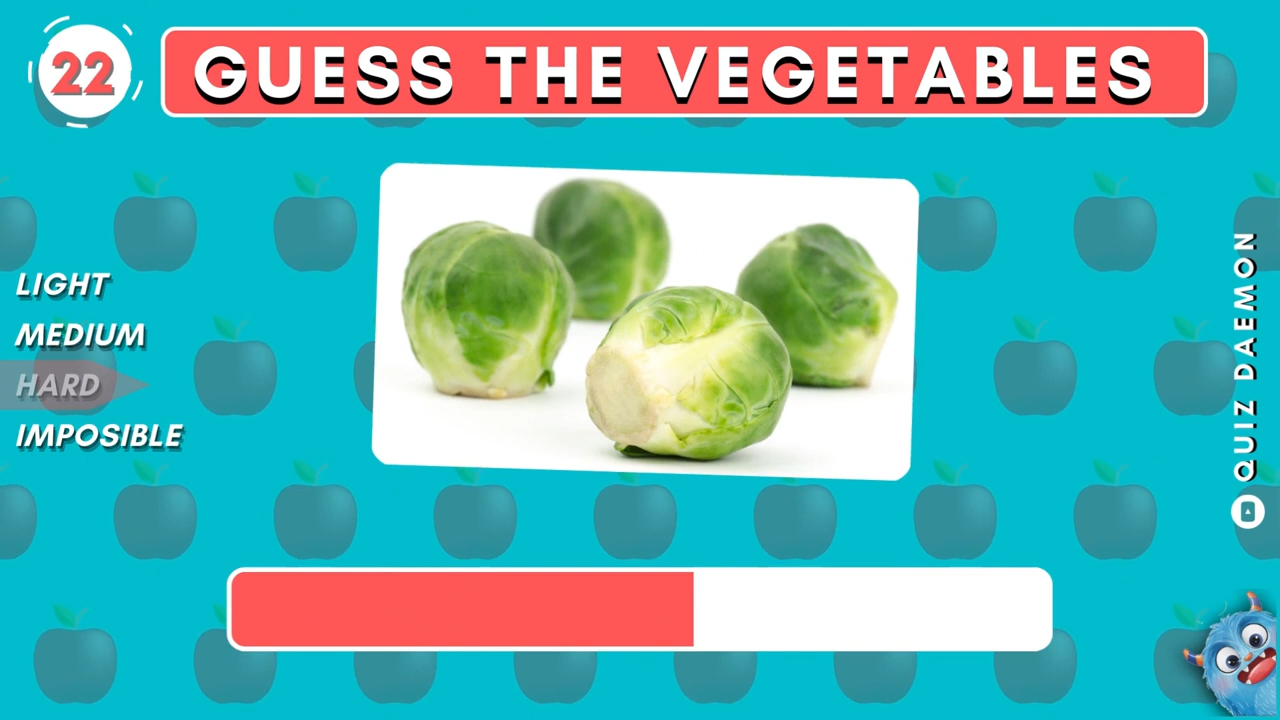 22
GUESS THE VEGETABLES
LIGHT
MEDIUM
HARD
IMPOSIBLE
QUIZ DAEMON